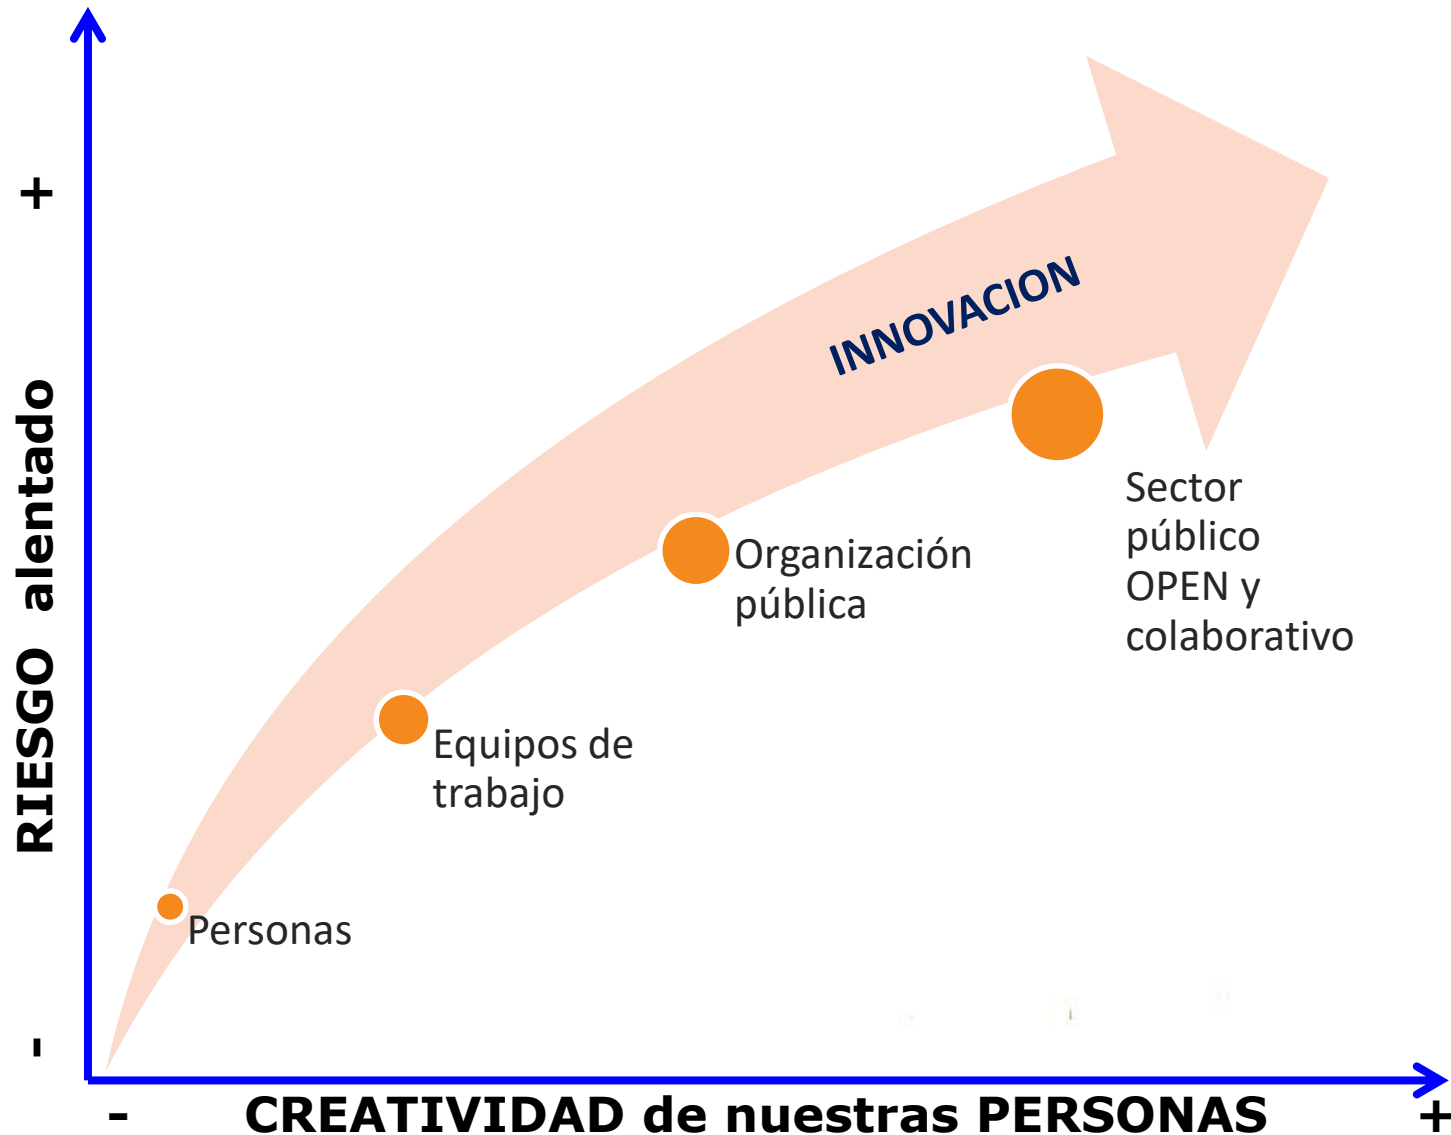 +
RIESGO alentado
-
INNOVACION
Sector
público
OPEN y
colaborativo
Organización
pública
Equipos de
trabajo
Personas
- CREATIVIDAD de nuestras PERSONAS +